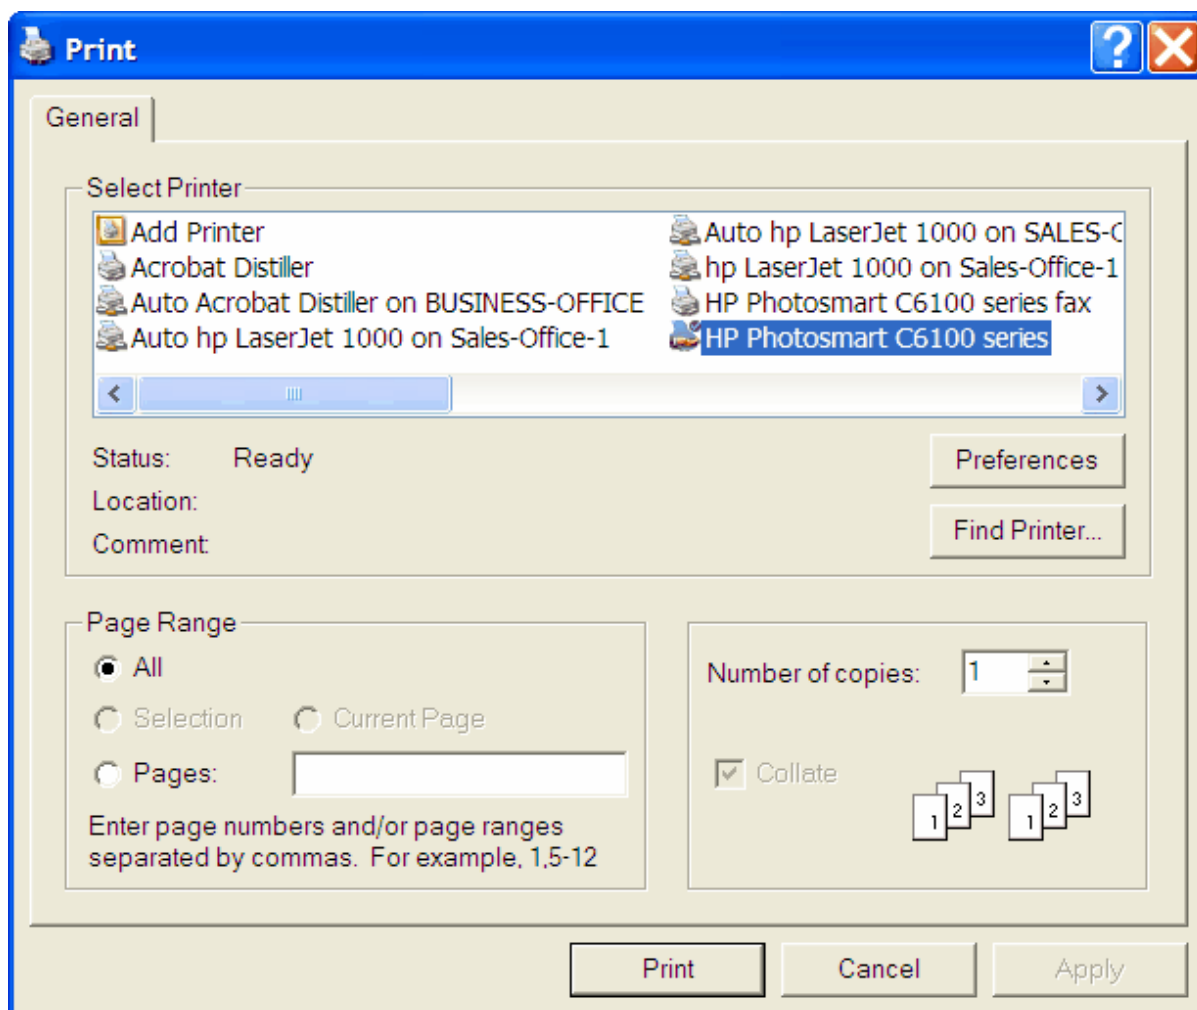 Print
General
Select Printer
Add Printer
Acrobat Distiller
Auto Acrobat Distiller on BUSINESS-OFFICE
Auto hp LaserJet 1000 on Sales-Office-1
Auto hp LaserJet 1000 on SALES-
hp LaserJet 1000 on Sales-Office-1
HP Photosmart C6100 series fax
HP Photosmart C6100 series
Status: Ready
Location:
Comment:
Preferences
Find Printer...
Page Range
All
Selection Current Page
Pages:
Enter page numbers and/or page ranges
separated by commas. For example, 1,5-12
Number of copies: 1
Collate
1 2 3 1 2 3
Print Cancel Apply